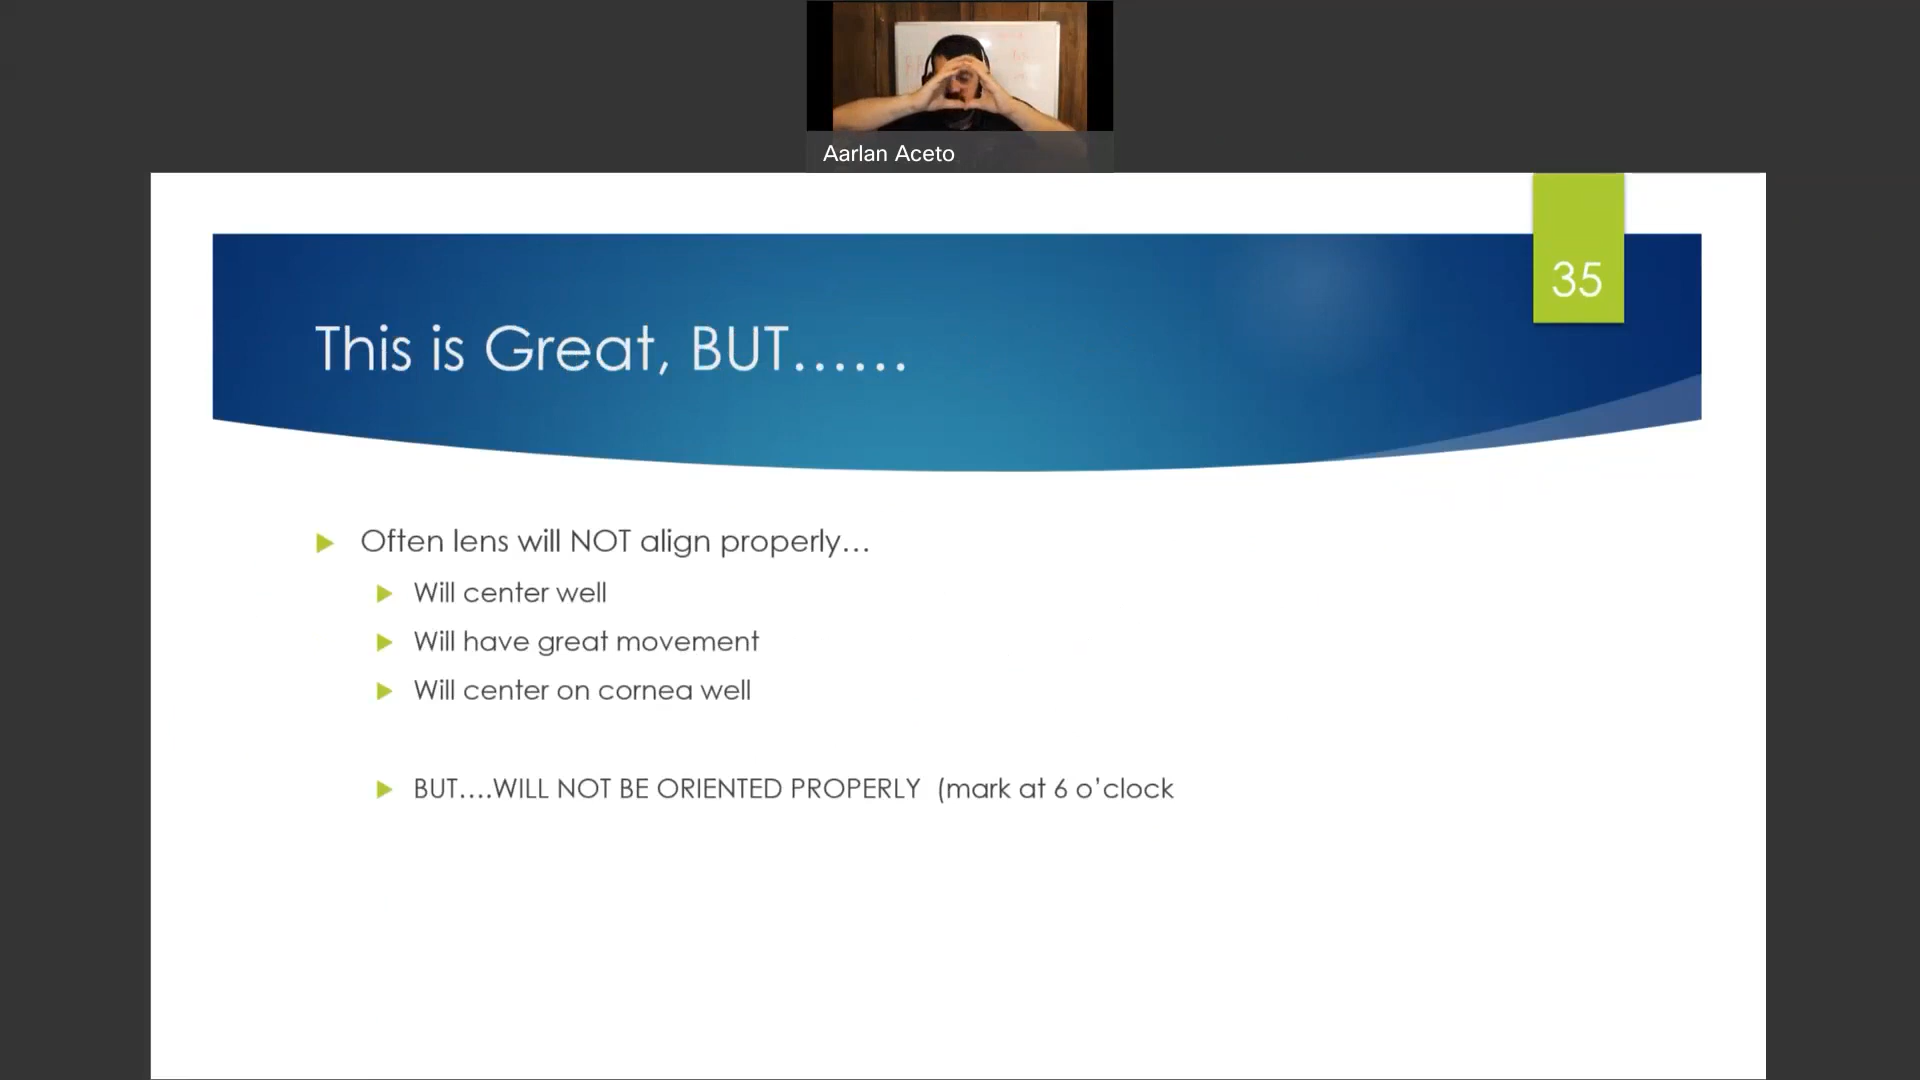 Aarlan Aceto
35
This is Great, BUT......
Often lens will NOT align properly...
Will center well
Will have great movement
Will center on cornea well
BUT....WILL NOT BE ORIENTED PROPERLY (mark at 6 o’clock